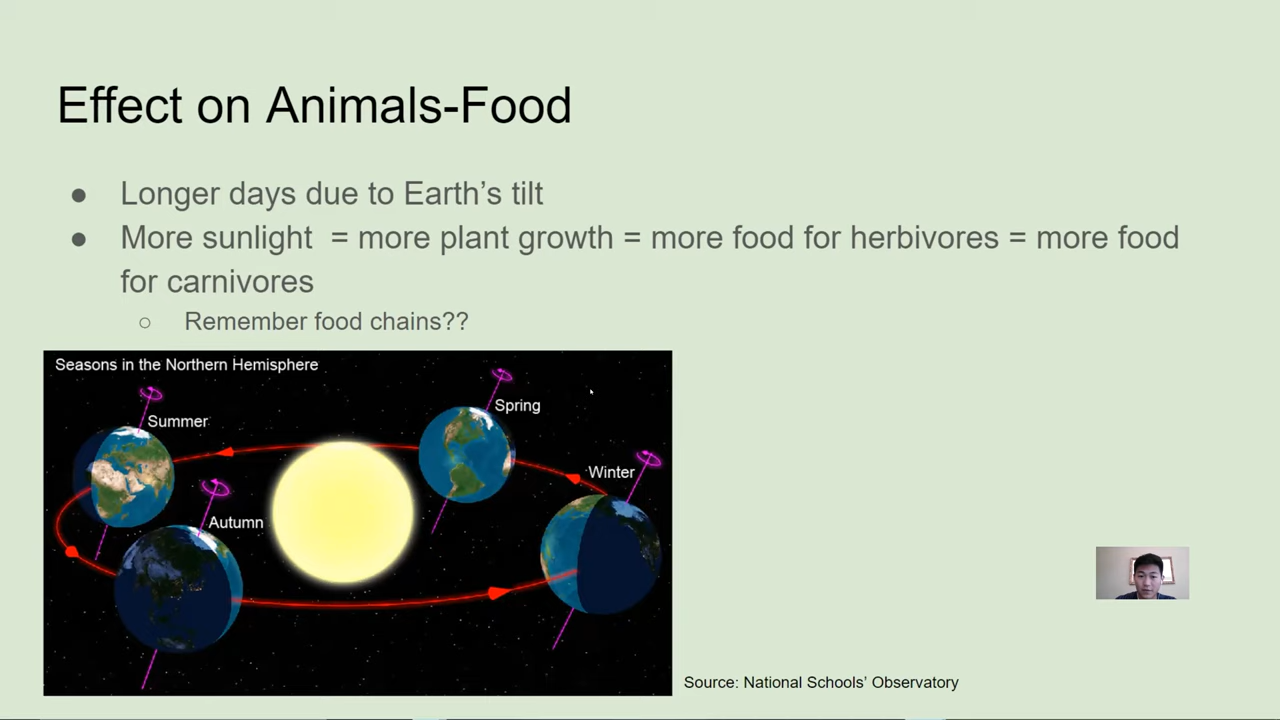 Effect on Animals-Food
● Longer days due to Earth’s tilt
● More sunlight  = more plant growth = more food for herbivores = more food
for carnivores
○ Remember food chains??
Seasons in the Northern Hemisphere
Spring
Summer
Winter
Autumn
Source: National Schools’ Observatory